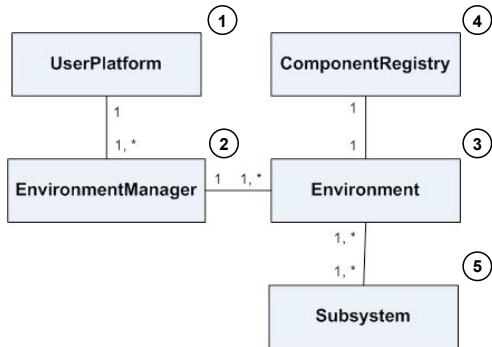 1
4
UserPlatform
ComponentRegistry
1
1
1, *
2
1
3
EnvironmentManager
1
1, *
Environment
1, *
1, *
5
Subsystem